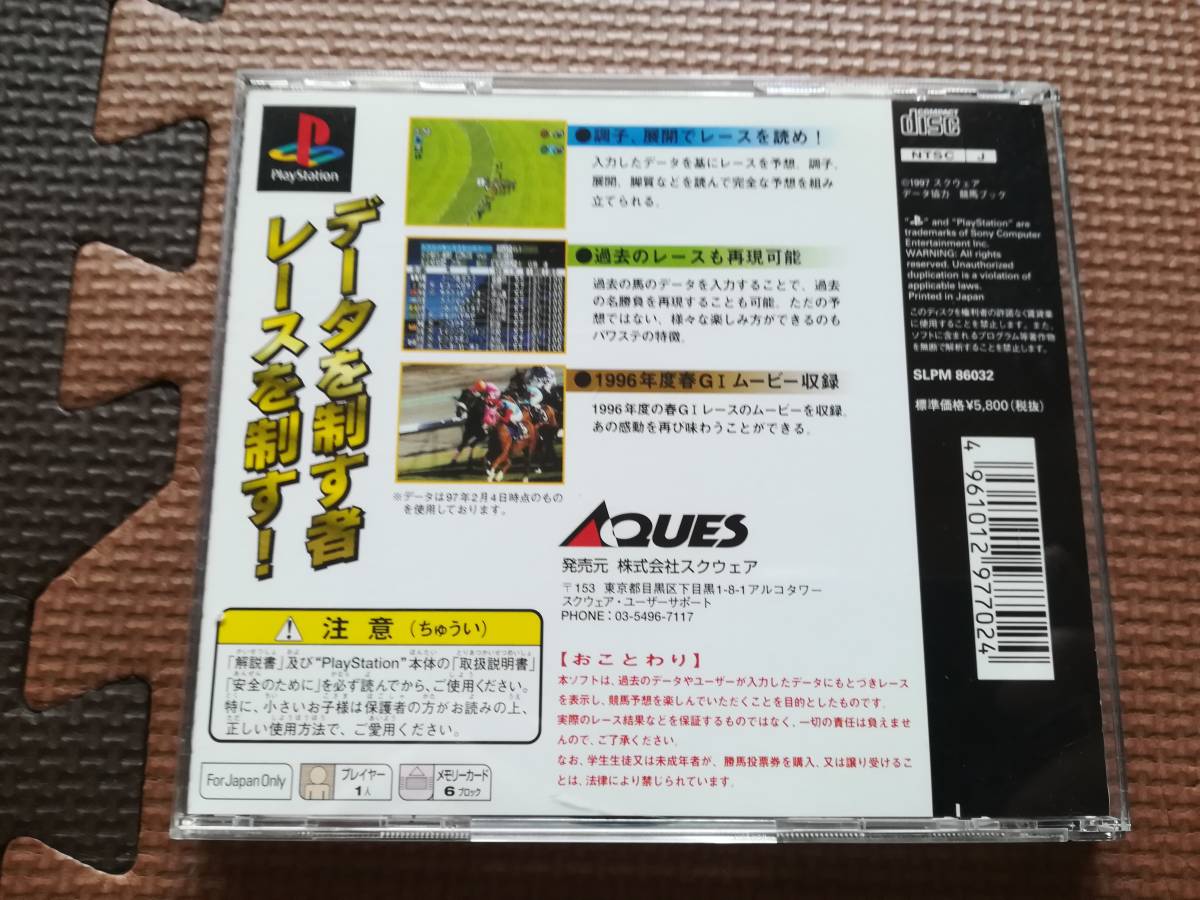 PlayStation
データを制す者
レースを制す!
●調子、展開でレースを読め!
入力したデータを基にレースを予想。調子、
展開、脚質などを読んで完全な予想を組み
立てられる。
●過去のレースも再現可能
過去の馬のデータを入力することで、過去
の名勝負を再現することも可能。ただの予
想ではない、様々な楽しみ方ができるのも
パワステの特徴。
●1996年度春GⅠムービー収録
1996年度の春GⅠレースのムービーを収録。
あの感動を再び味わうことができる。
※データは97年2月4日時点のもの
を使用しております。
AQUES
発売元 株式会社スクウェア
〒153 東京都目黒区下目黒1-8-1アルコタワー
スクウェア・ユーザーサポート
PHONE:03-5496-7117
【おことわり】
本ソフトは、過去のデータやユーザーが入力したデータにもとづきレース
を表示し、競馬予想を楽しんでいただくことを目的としたものです。
実際のレース結果などを保証するものではなく、一切の責任は負えませ
んので、ご了承ください。
なお、学生生徒又は未成年者が、勝馬投票券を購入、又は譲り受けるこ
とは、法律により禁じられています。
注意(ちゅうい)
「解説書」及び“PlayStation”本体の「取扱説明書」
「安全のために」を必ず読んでから、ご使用ください。
特に、小さいお子様は保護者の方がお読みの上、
正しい使用方法で、ご愛用ください。
For Japan Only
プレイヤー
1人
メモリーカード
6ブロック
COMPACT
disc
NTSC J
©1997 スクウェア
データ協力 競馬ブック
“ ” and “PlayStation” are
trademarks of Sony Computer
Entertainment Inc.
WARNING: All rights
reserved. Unauthorized
duplication is a violation of
applicable laws.
Printed in Japan
このディスクを権利者の許諾なく賃貸業
に使用することを禁止します。また、
ソフトに含まれるプログラム等著作物
を無断で解析することを禁止します。
SLPM 86032
標準価格¥5,800(税抜)
4961012977024